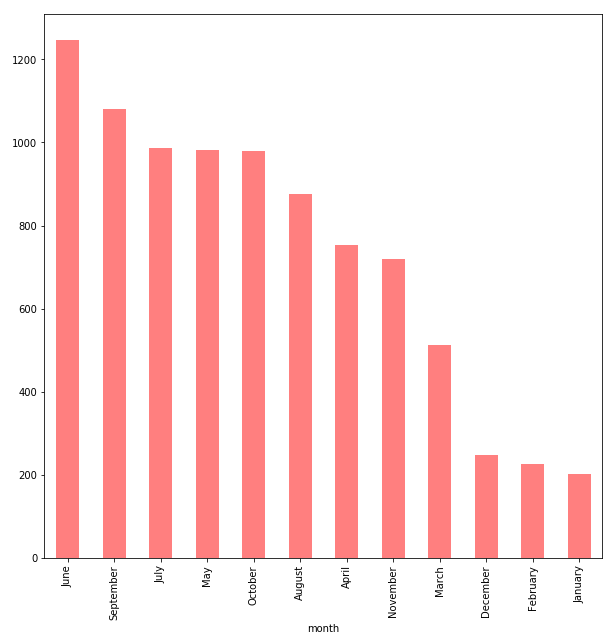 1200
1000
800
600
400
200
0
June
September
July
May
October
August
April
November
March
December
February
January
month